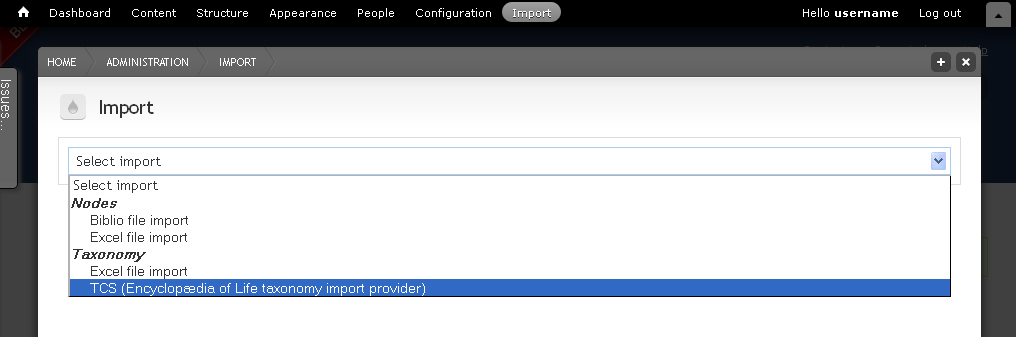 Dashboard Content Structure Appearance People Configuration Import Hello username Log out
HOME ADMINISTRATION IMPORT
Issues...
Import
Select import
Select import
Nodes
Biblio file import
Excel file import
Taxonomy
Excel file import
TCS (Encyclopædia of Life taxonomy import provider)